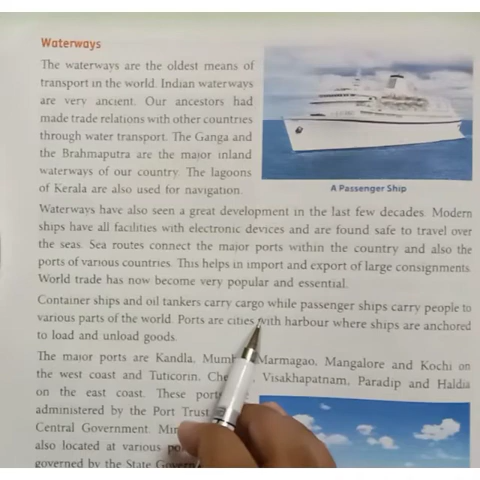 Waterways
The waterways are the oldest means of
transport in the world. Indian waterways
are very ancient. Our ancestors had
made trade relations with other countries
through water transport. The Ganga and
the Brahmaputra are the major inland
waterways of our country. The lagoons
of Kerala are also used for navigation.
A Passenger Ship
Waterways have also seen a great development in the last few decades. Modern
ships have all facilities with electronic devices and are found safe to travel over
the seas. Sea routes connect the major ports within the country and also the
ports of various countries. This helps in import and export of large consignments.
World trade has now become very popular and essential.
Container ships and oil tankers carry cargo while passenger ships carry people to
various parts of the world. Ports are cities with harbour where ships are anchored
to load and unload goods.
The major ports are Kandla, Marmagao, Mangalore and Kochi on
the west coast and Tuticorin, Visakhapatnam, Paradip and Haldia
on the east coast. These
administered by the Port Trust
Central Government.
also located at various
governed by the State